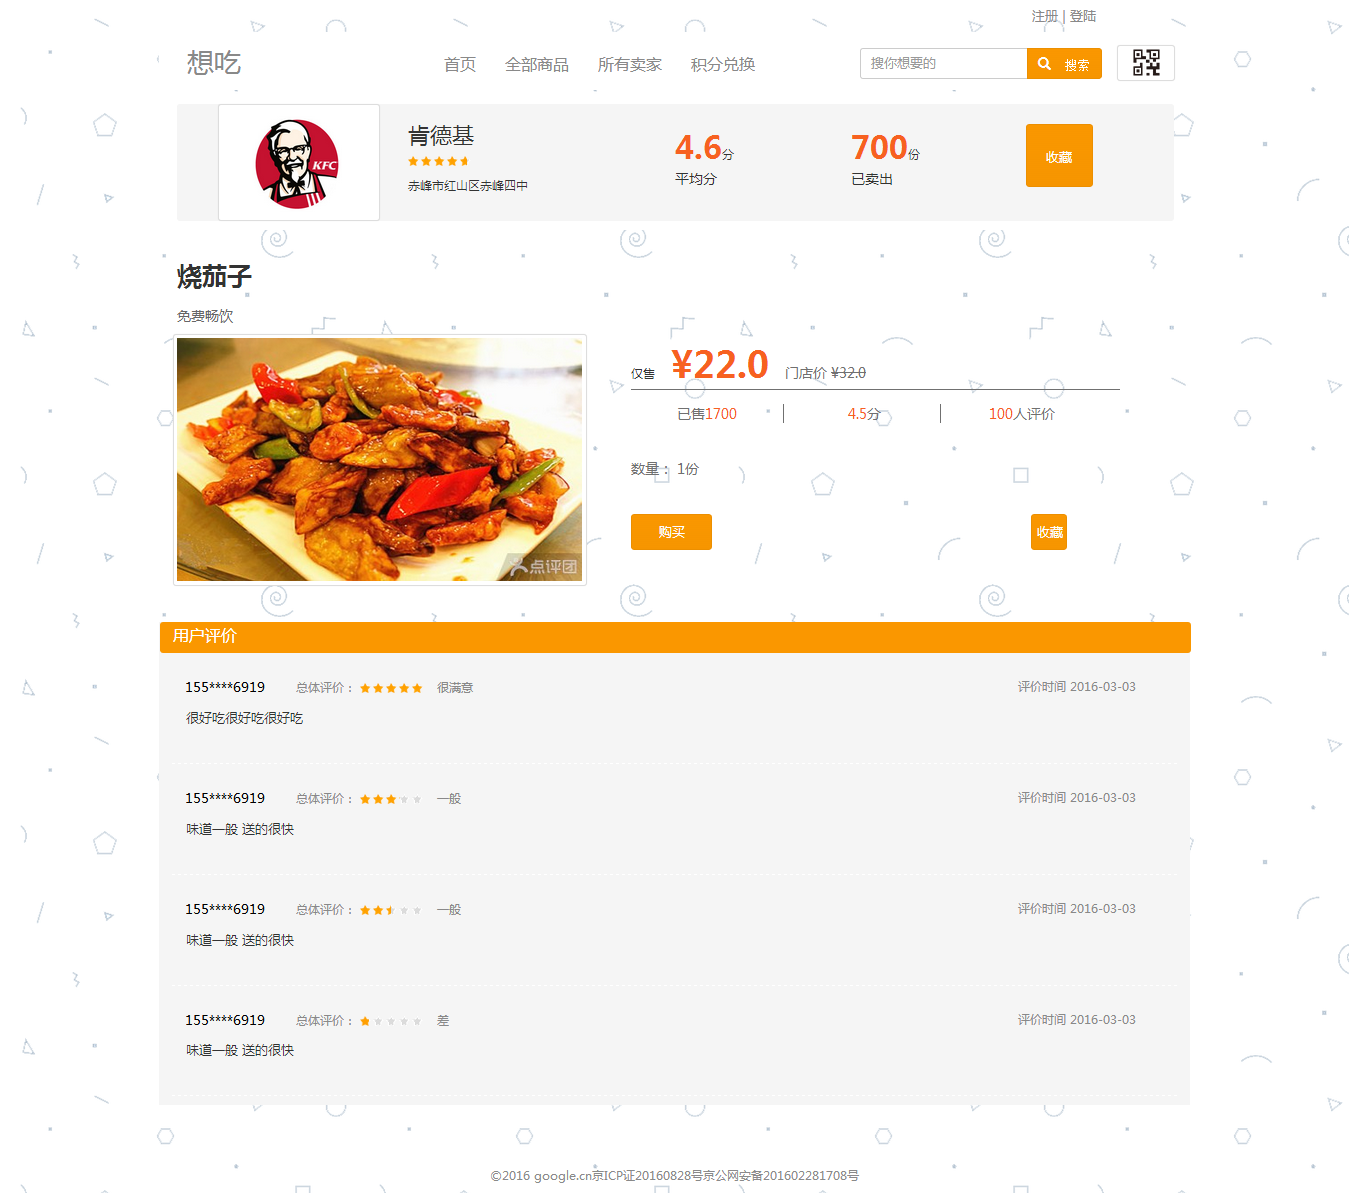 注册 | 登陆
想吃 首页 全部商品 所有卖家 积分兑换 搜你想要的 搜索
KFC
肯德基
赤峰市红山区赤峰四中
4.6分
平均分
700份
已卖出
收藏
烧茄子
免费畅饮
点评团
仅售 ¥22.0 门店价 ¥32.0
已售1700 4.5分 100人评价
数量： 1份
购买 收藏
用户评价
155****6919 总体评价： 很满意 评价时间 2016-03-03
很好吃很好吃很好吃
155****6919 总体评价： 一般 评价时间 2016-03-03
味道一般 送的很快
155****6919 总体评价： 一般 评价时间 2016-03-03
味道一般 送的很快
155****6919 总体评价： 差 评价时间 2016-03-03
味道一般 送的很快
©2016 google.cn京ICP证20160828号京公网安备201602281708号